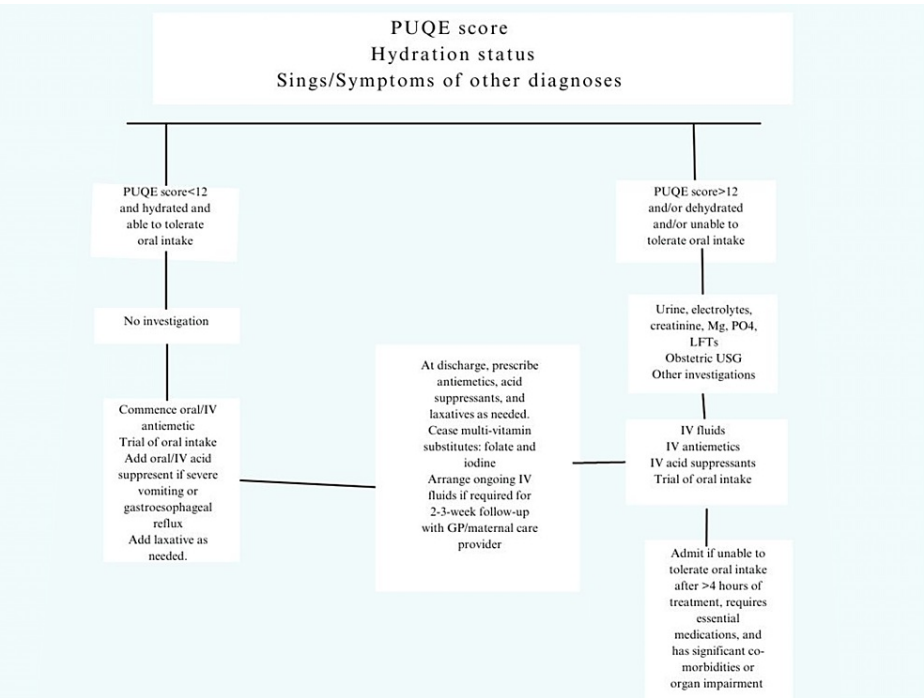 PUQE score
Hydration status
Sings/Symptoms of other diagnoses
PUQE score<12
and hydrated and
able to tolerate
oral intake
PUQE score>12
and/or dehydrated
and/or unable to
tolerate oral intake
No investigation
Urine, electrolytes,
creatinine, Mg, PO4,
LFTs
Obstetric USG
Other investigations
Commence oral/IV
antiemetic
Trial of oral intake
Add oral/IV acid
suppresent if severe
vomiting or
gastroesophageal
reflux
Add laxative as
needed.
At discharge, prescribe
antiemetics, acid
suppressants, and
laxatives as needed.
Cease multi-vitamin
substitutes: folate and
iodine
Arrange ongoing IV
fluids if required for
2-3-week follow-up
with GP/maternal care
provider
IV fluids
IV antiemetics
IV acid suppressants
Trial of oral intake
Admit if unable to
tolerate oral intake
after >4 hours of
treatment, requires
essential
medications, and
has significant co-
morbidities or
organ impairment